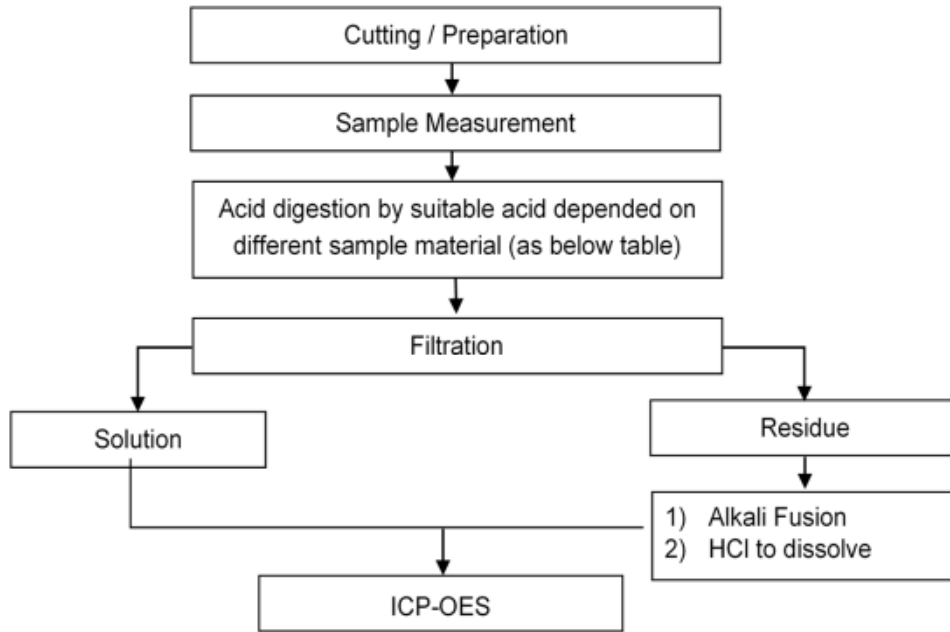 Cutting / Preparation
Sample Measurement
Acid digestion by suitable acid depended on
different sample material (as below table)
Filtration
Solution
Residue
1) Alkali Fusion
2) HCl to dissolve
ICP-OES